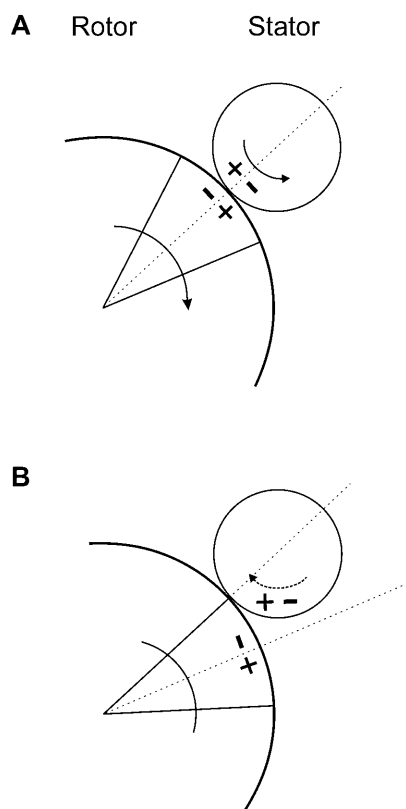 A Rotor Stator
+ -
- +
B
+ -
-
+